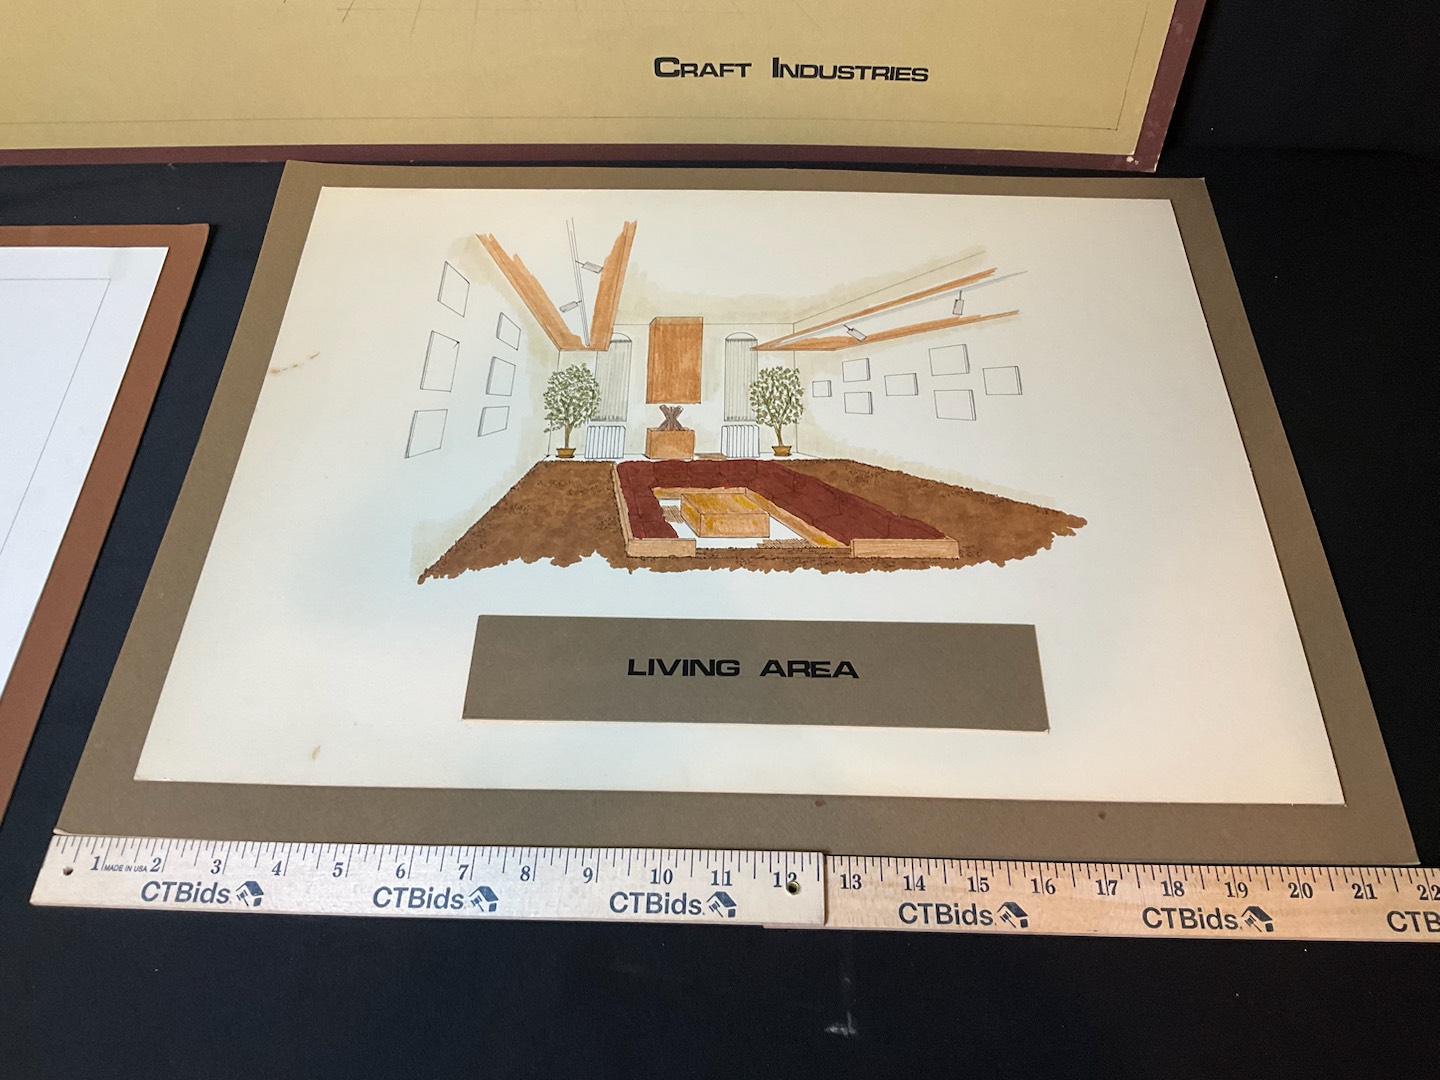 CRAFT INDUSTRIES
LIVING AREA
1 MADE IN USA 2 3 4 5 6 7 8 9 10 11 12 13 14 15 16 17 18 19 20 21 22
CTBids CTBids CTBids. CTBids CTBids. CTB